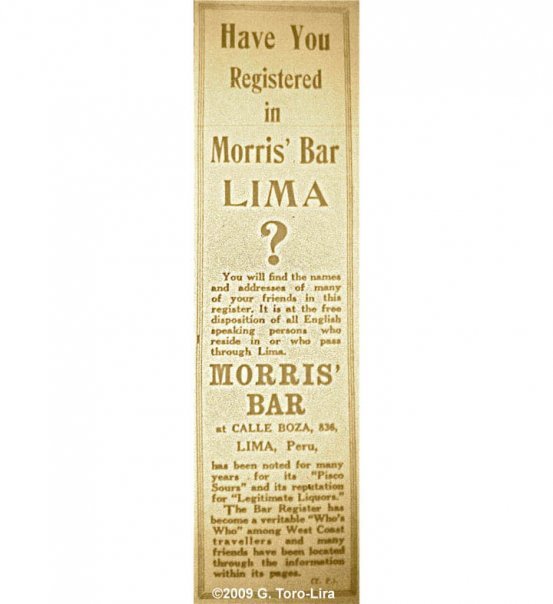 Have You
Registered
in
Morris' Bar
LIMA
?
You will find the names
and addresses of many
of your friends in this
register. It is at the free
disposition of all English
speaking persons who
reside in or who pass
through Lima.
MORRIS'
BAR
at CALLE BOZA, 836,
LIMA, Peru,
has been noted for many
years for its "Pisco
Sours" and its reputation
for "Legitimate Liquors."
The Bar Register has
become a veritable "Who's
Who" among West Coast
travellers and many
friends have been located
through the information
within its pages.
©2009 G. Toro-Lira